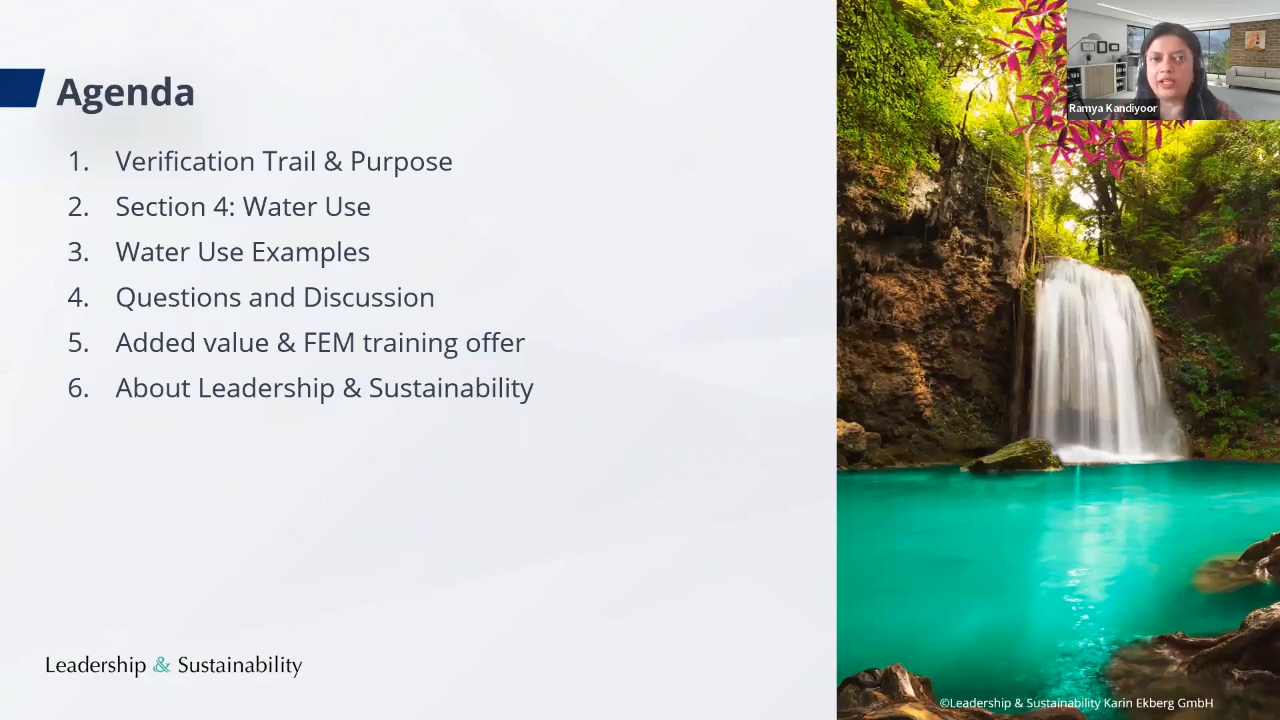 Agenda
1. Verification Trail & Purpose
2. Section 4: Water Use
3. Water Use Examples
4. Questions and Discussion
5. Added value & FEM training offer
6. About Leadership & Sustainability
Ramya Kandiyoor
Leadership & Sustainability
©Leadership & Sustainability Karin Ekberg GmbH